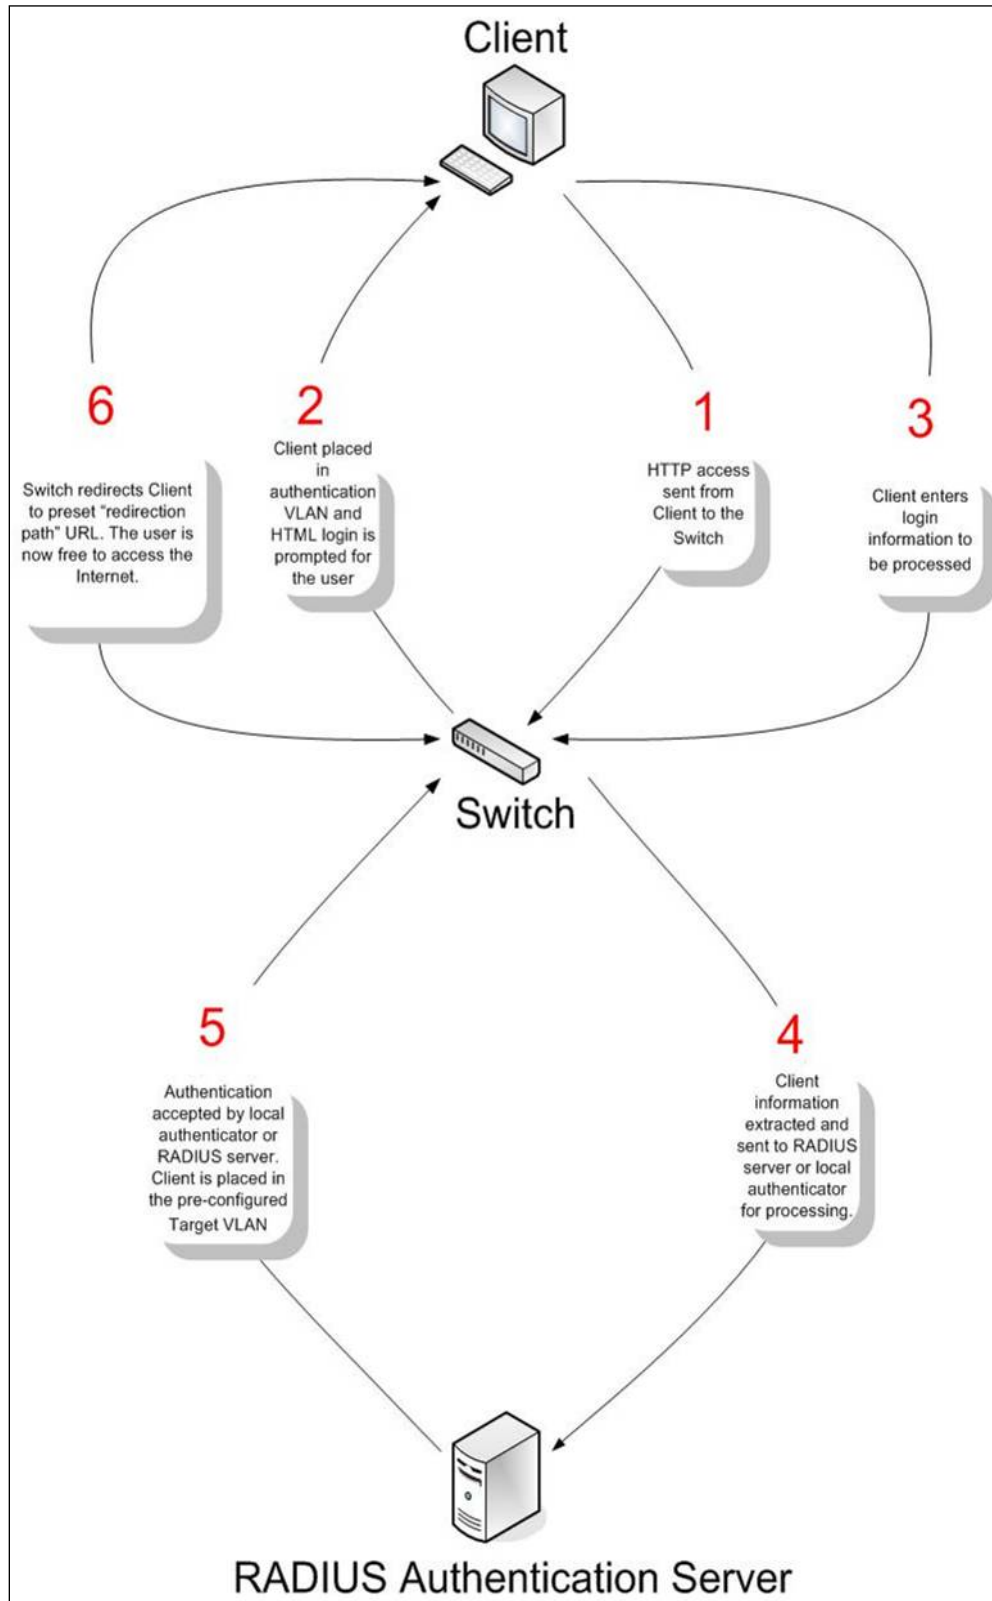 Client
6
Switch redirects Client
to preset “redirection
path” URL. The user is
now free to access the
Internet.
2
Client placed
in
authentication
VLAN and
HTML login is
prompted for
the user
1
HTTP access
sent from
Client to the
Switch
3
Client enters
login
information to
be processed
Switch
5
Authentication
accepted by local
authenticator or
RADIUS server.
Client is placed in
the pre-configured
Target VLAN
4
Client
information
extracted and
sent to RADIUS
server or local
authenticator
for processing.
RADIUS Authentication Server